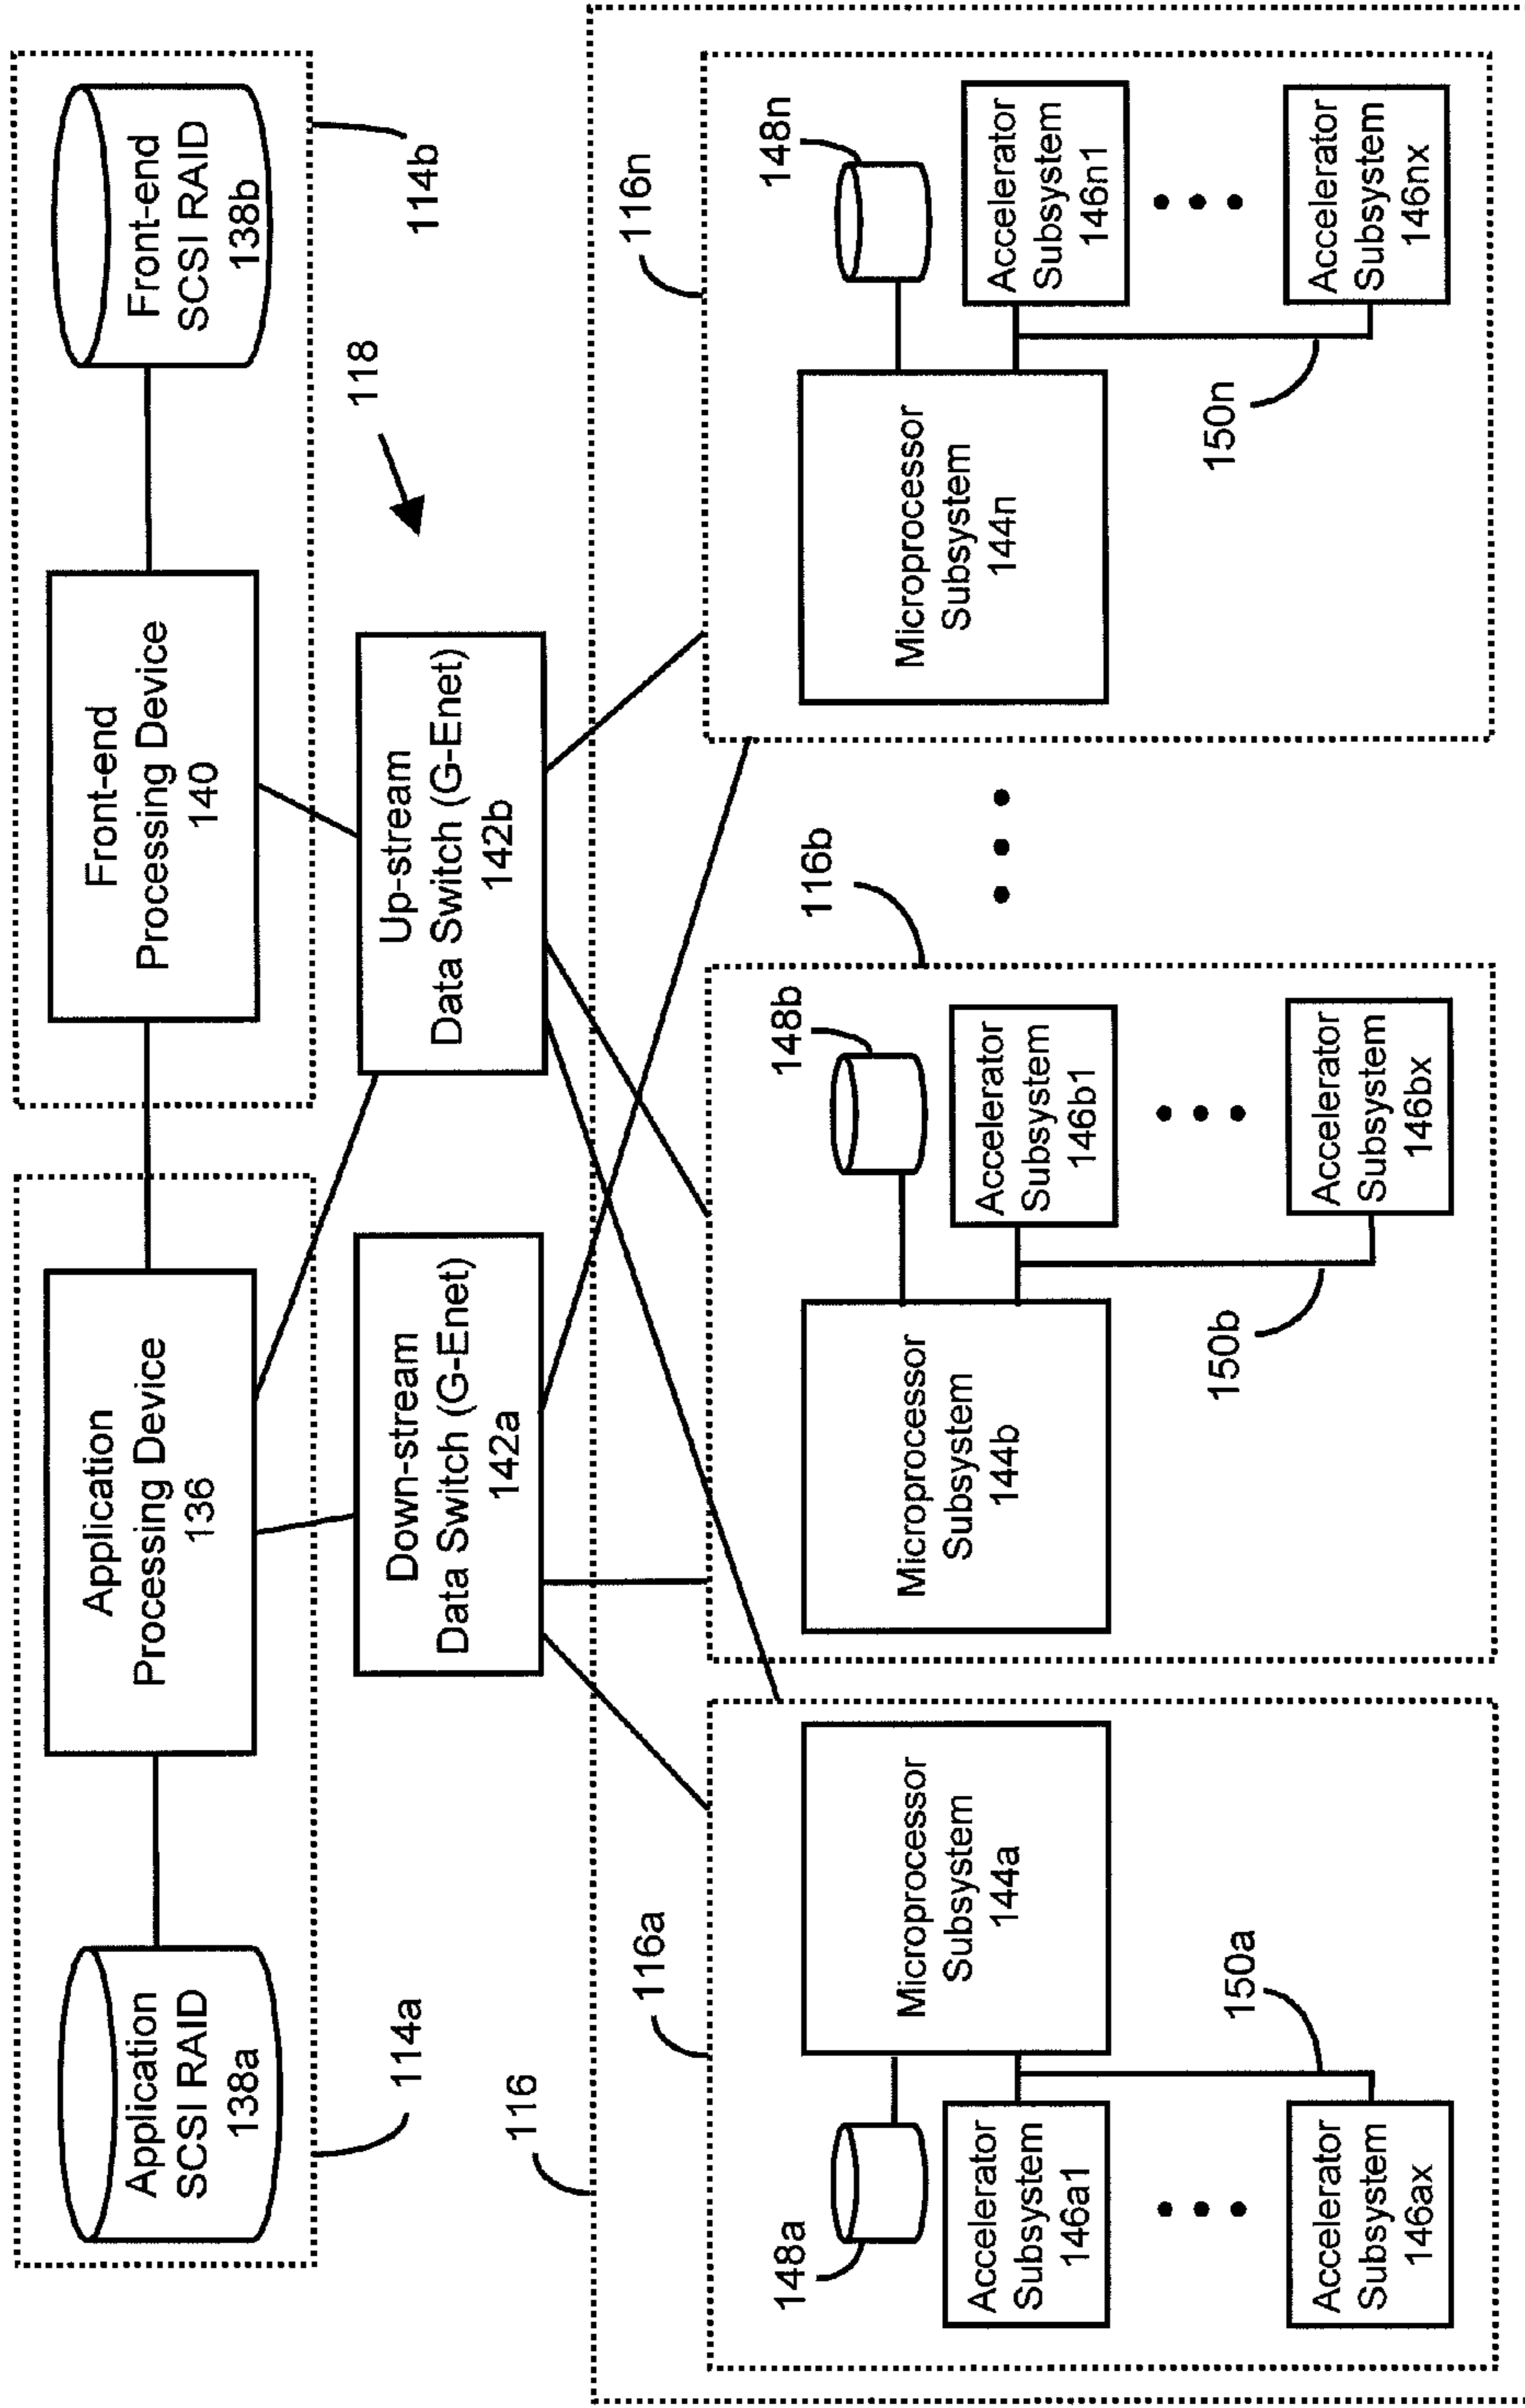 Application
SCSI RAID
138a
Application
Processing Device
136
Front-end
Processing Device
140
Front-end
SCSI RAID
138b
114a
114b
118
Down-stream
Data Switch (G-Enet)
142a
Up-stream
Data Switch (G-Enet)
142b
116
116a
116b
116n
148a
Microprocessor
Subsystem
144a
Accelerator
Subsystem
146a1
Accelerator
Subsystem
146ax
150a
Microprocessor
Subsystem
144b
148b
Accelerator
Subsystem
146b1
Accelerator
Subsystem
146bx
150b
Microprocessor
Subsystem
144n
148n
Accelerator
Subsystem
146n1
Accelerator
Subsystem
146nx
150n